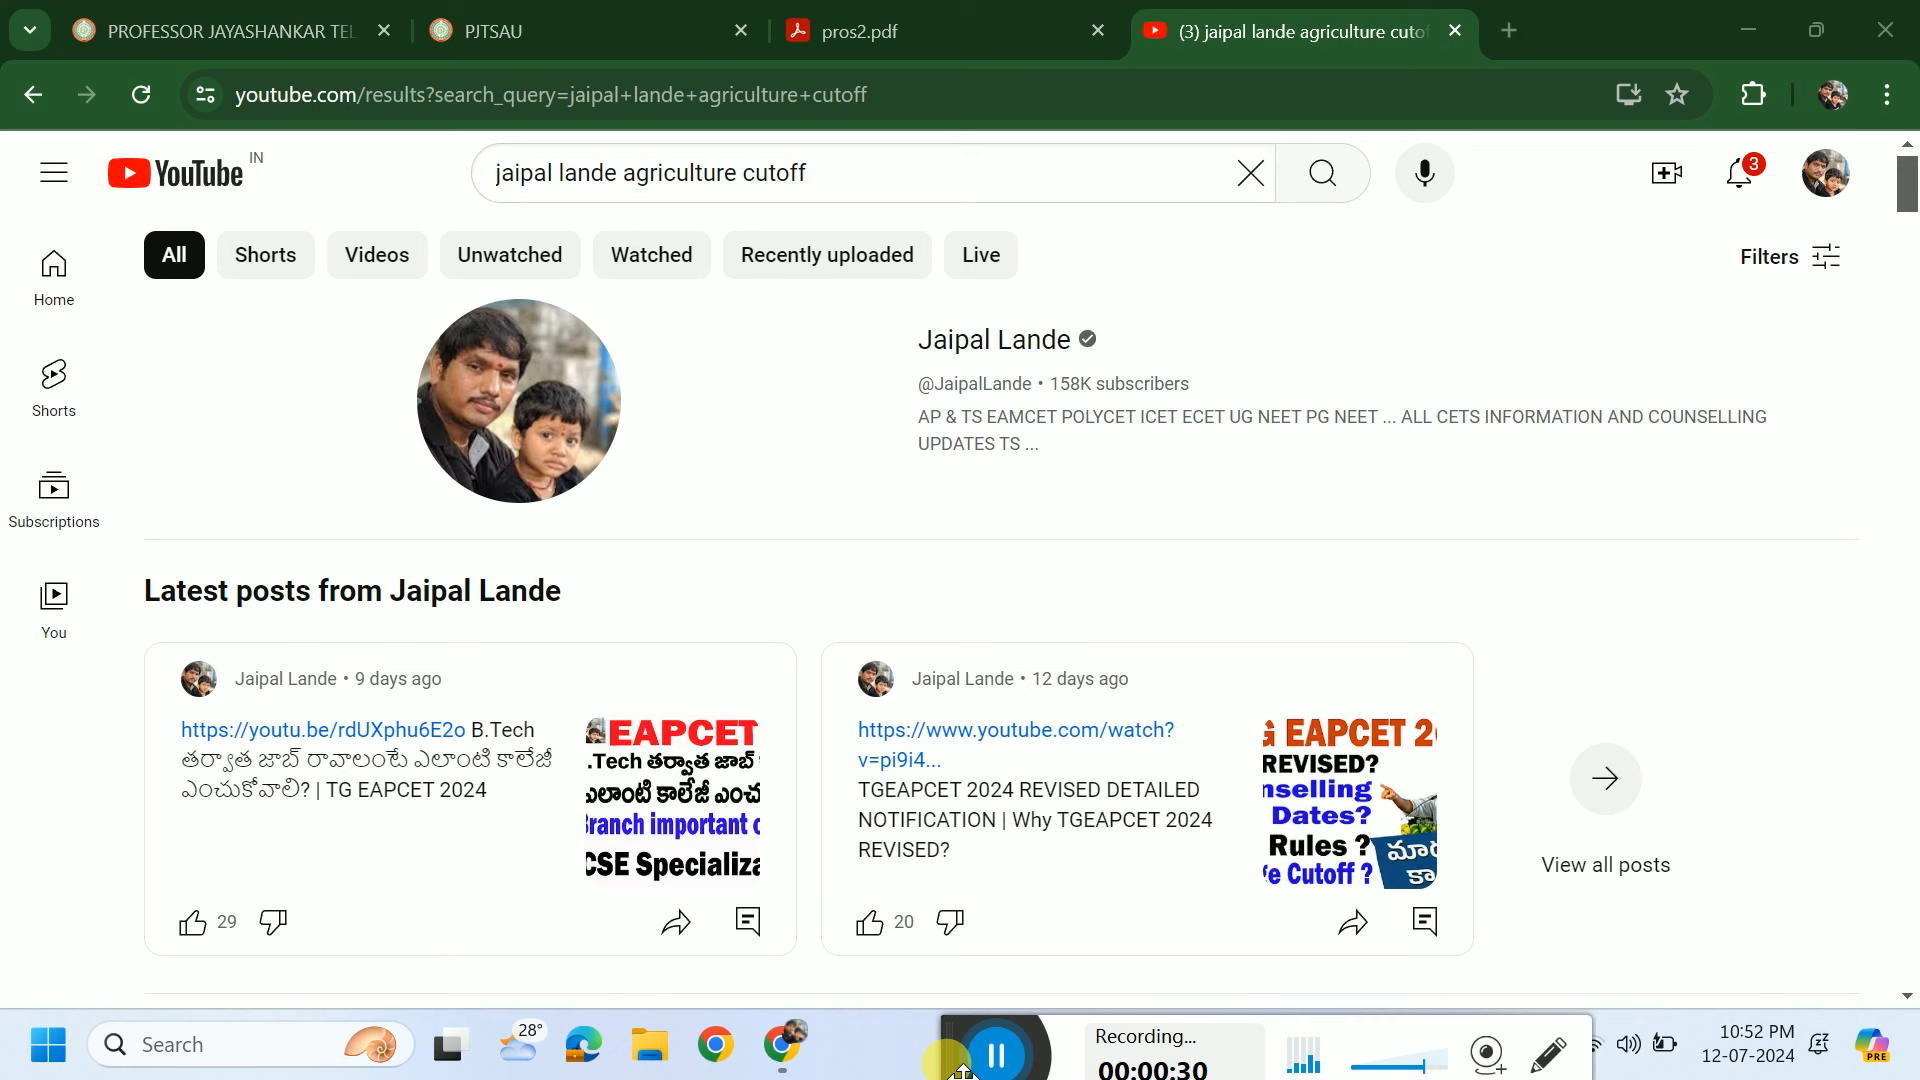 PROFESSOR JAYASHANKAR TEL
PJTSAU
pros2.pdf
(3) jaipal lande agriculture cuto
youtube.com/results?search_query=jaipal+lande+agriculture+cutoff
YouTube IN
jaipal lande agriculture cutoff
3
All
Shorts
Videos
Unwatched
Watched
Recently uploaded
Live
Filters
Home
Shorts
Subscriptions
You
Jaipal Lande
@JaipalLande • 158K subscribers
AP & TS EAMCET POLYCET ICET ECET UG NEET PG NEET ... ALL CETS INFORMATION AND COUNSELLING
UPDATES TS ...
Latest posts from Jaipal Lande
Jaipal Lande • 9 days ago
https://youtu.be/rdUXphu6E2o B.Tech
తర్వాత జాబ్ రావాలంటే ఎలాంటి కాలేజీ
ఎంచుకోవాలి? | TG EAPCET 2024
EAPCET
.Tech తర్వాత జాబ్
ఎలాంటి కాలేజీ ఎంచు
Branch important
CSE Specializa
29
Jaipal Lande • 12 days ago
https://www.youtube.com/watch?
v=pi9i4...
TGEAPCET 2024 REVISED DETAILED
NOTIFICATION | Why TGEAPCET 2024
REVISED?
G EAPCET 2
REVISED?
nselling
Dates?
Rules ?
e Cutoff ?
20
View all posts
Search
28°
Recording...
00:00:30
10:52 PM
12-07-2024
PRE